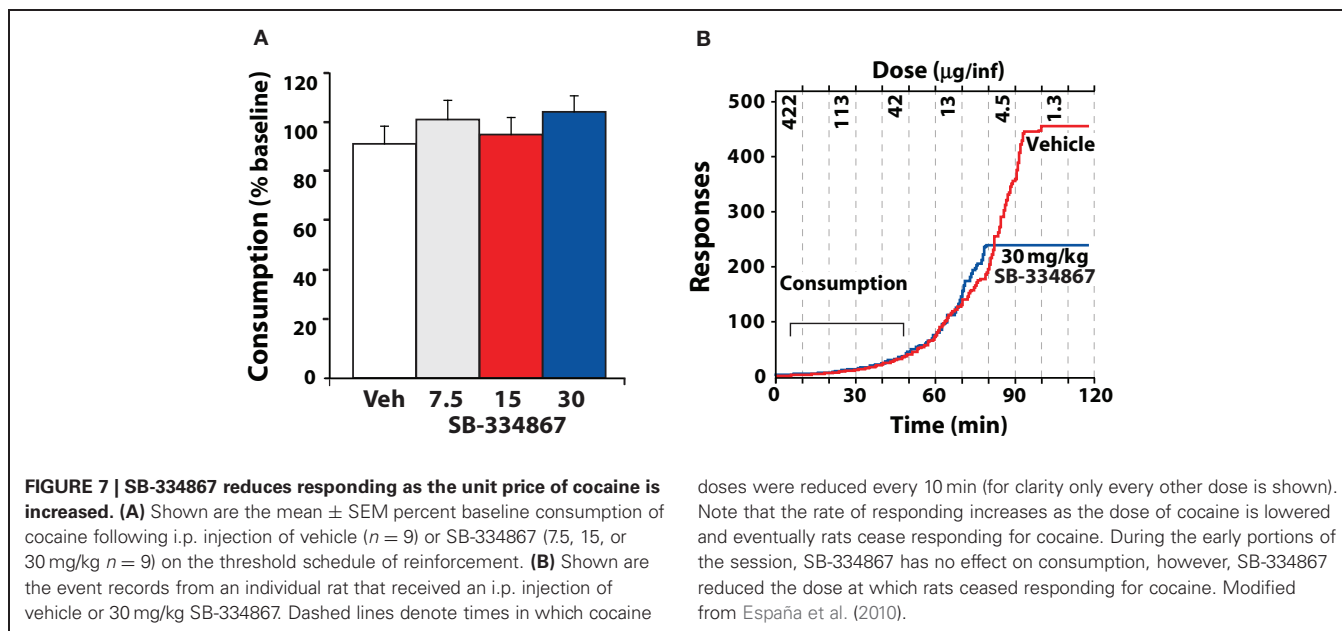 A
Consumption (% baseline)
120
100
80
60
40
20
0
Veh 7.5 15 30
SB-334867
B
Dose (µg/inf)
422 113 42 13 4.5 1.3
Responses
500
400
300
200
100
0
Vehicle
30 mg/kg
SB-334867
Consumption
0 30 60 90 120
Time (min)
FIGURE 7 | SB-334867 reduces responding as the unit price of cocaine is
increased. (A) Shown are the mean ± SEM percent baseline consumption of
cocaine following i.p. injection of vehicle (n = 9) or SB-334867 (7.5, 15, or
30 mg/kg n = 9) on the threshold schedule of reinforcement. (B) Shown are
the event records from an individual rat that received an i.p. injection of
vehicle or 30 mg/kg SB-334867. Dashed lines denote times in which cocaine
doses were reduced every 10 min (for clarity only every other dose is shown).
Note that the rate of responding increases as the dose of cocaine is lowered
and eventually rats cease responding for cocaine. During the early portions of
the session, SB-334867 has no effect on consumption, however, SB-334867
reduced the dose at which rats ceased responding for cocaine. Modified
from España et al. (2010).